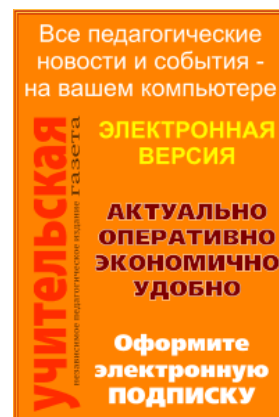 Все педагогические
новости и события -
на вашем компьютере
учительская
газета
независимое педагогическое издание
ЭЛЕКТРОННАЯ
ВЕРСИЯ
АКТУАЛЬНО
ОПЕРАТИВНО
ЭКОНОМИЧНО
УДОБНО
Оформите
электронную
ПОДПИСКУ